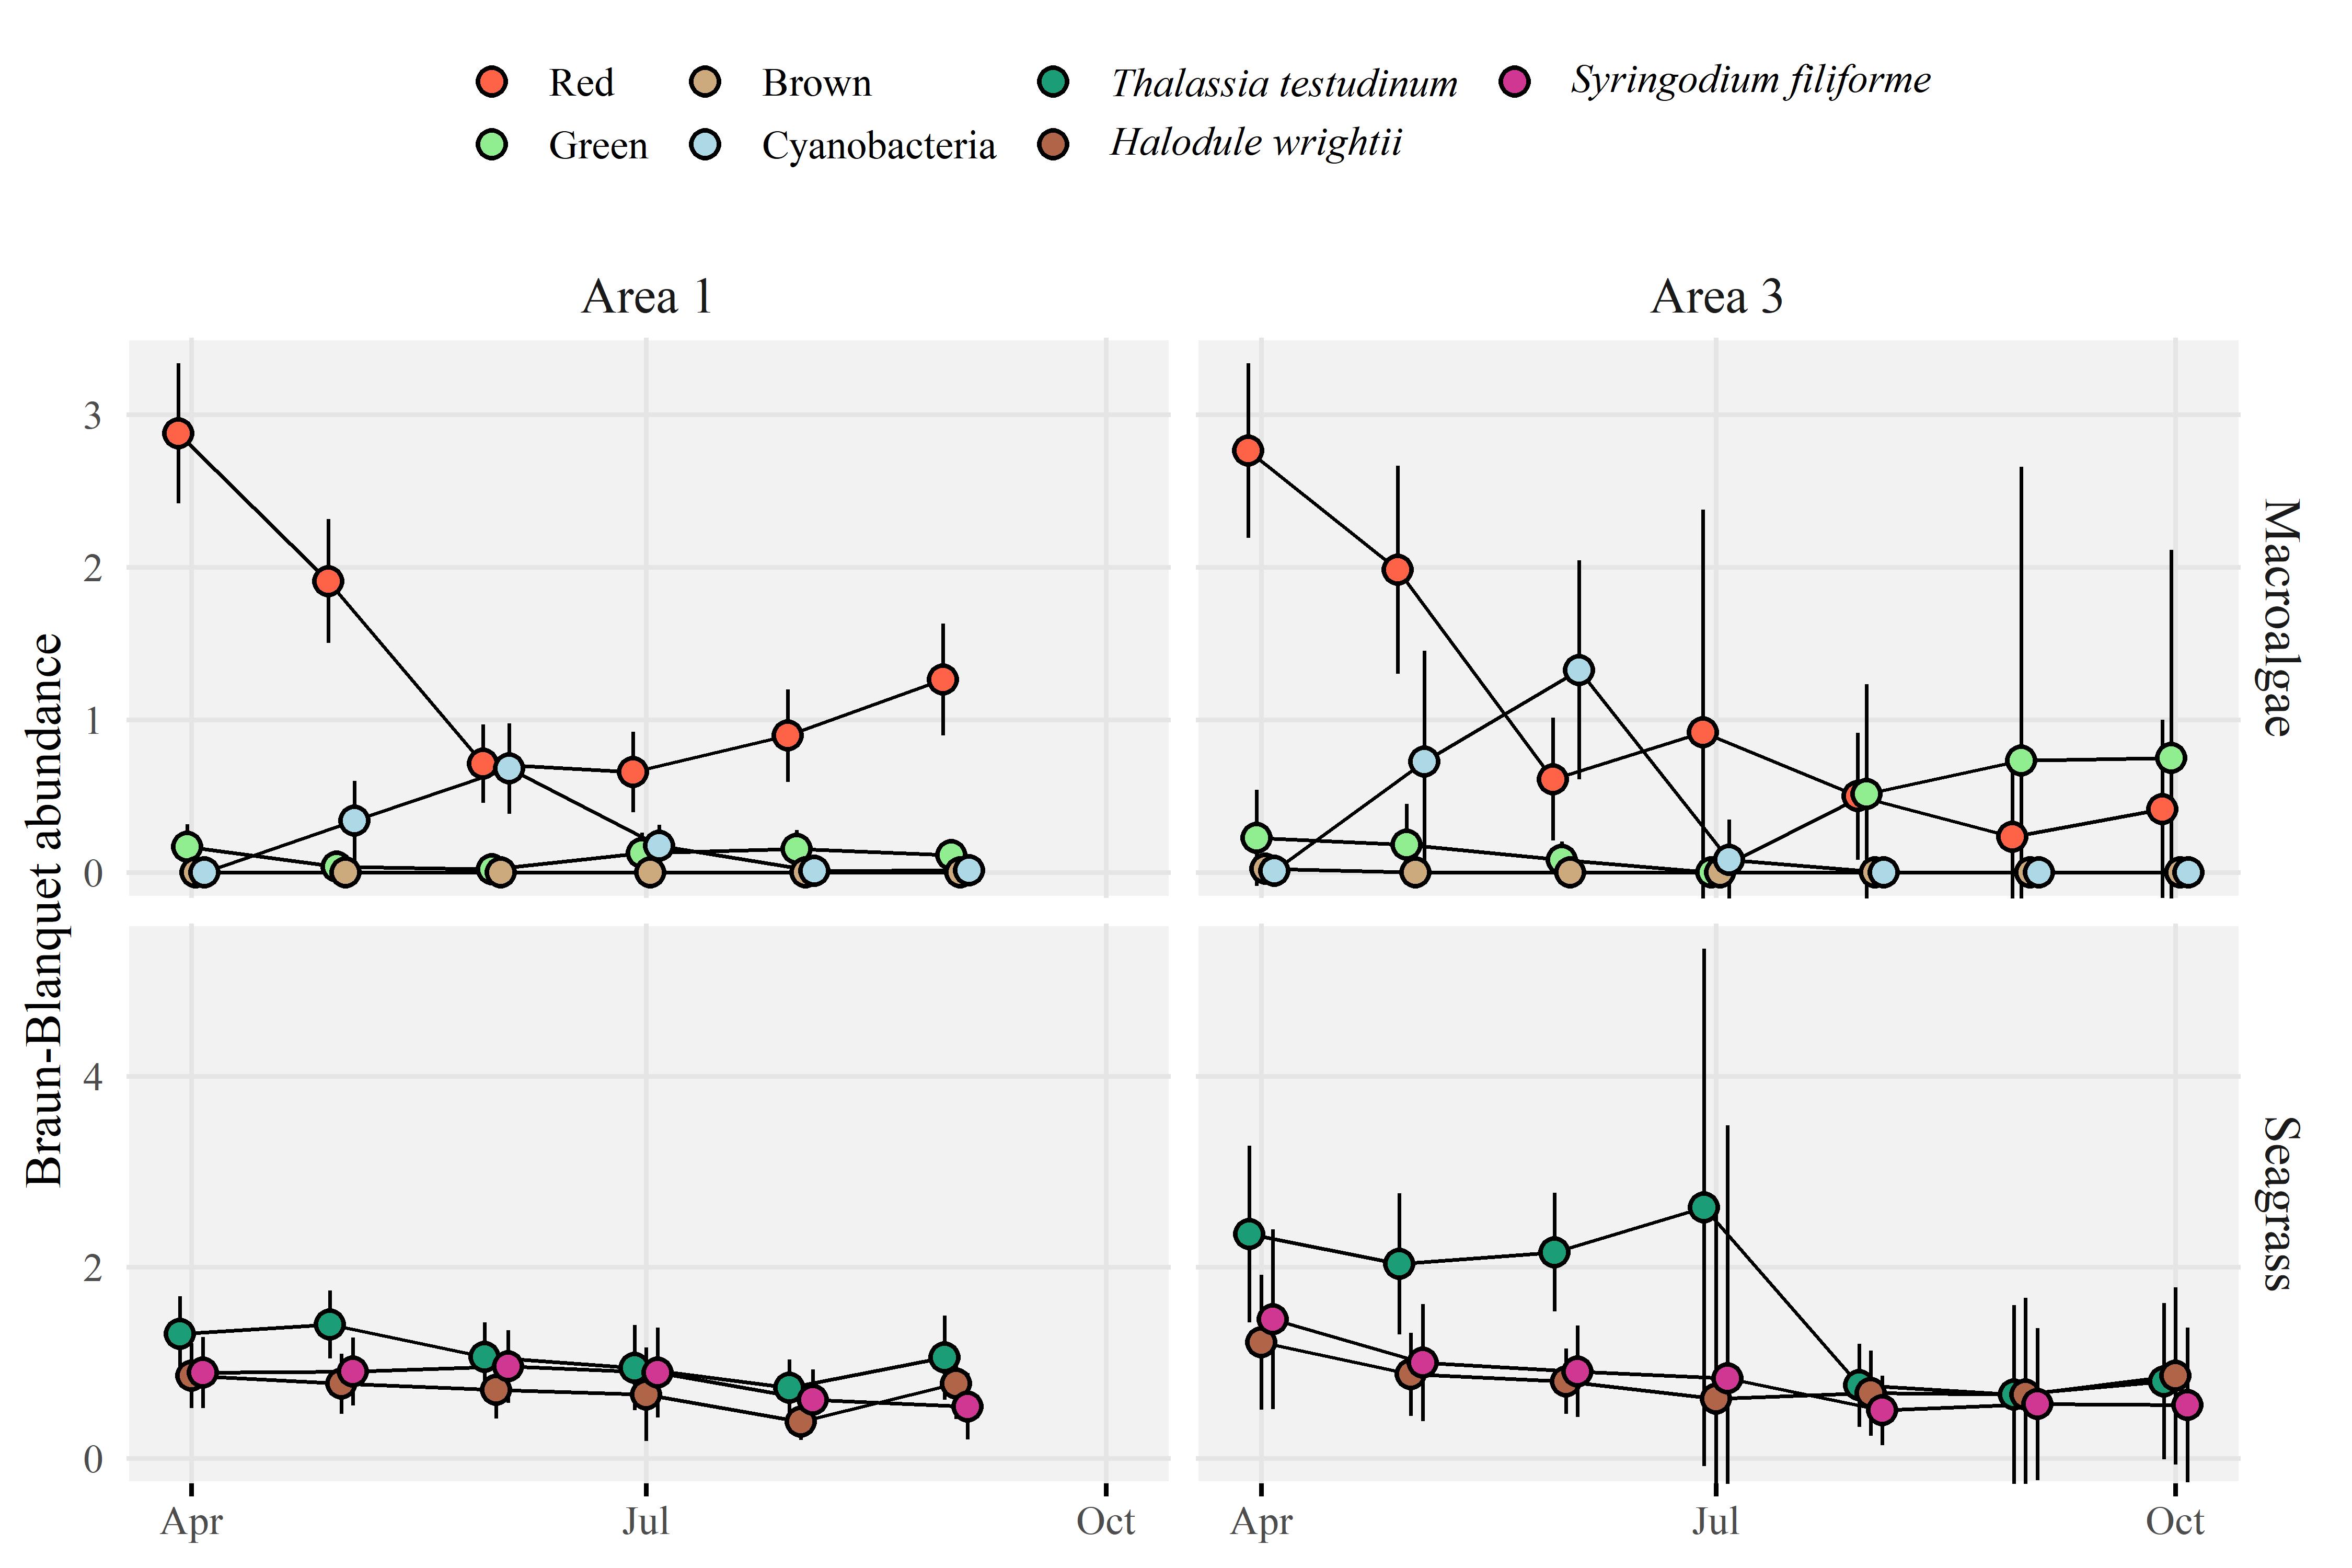 Red
Brown
Thalassia testudinum
Syringodium filiforme
Green
Cyanobacteria
Halodule wrightii
Area 1
Area 3
Braun-Blanquet abundance
3
2
1
0
Macroalgae
4
2
0
Seagrass
Apr
Jul
Oct
Apr
Jul
Oct